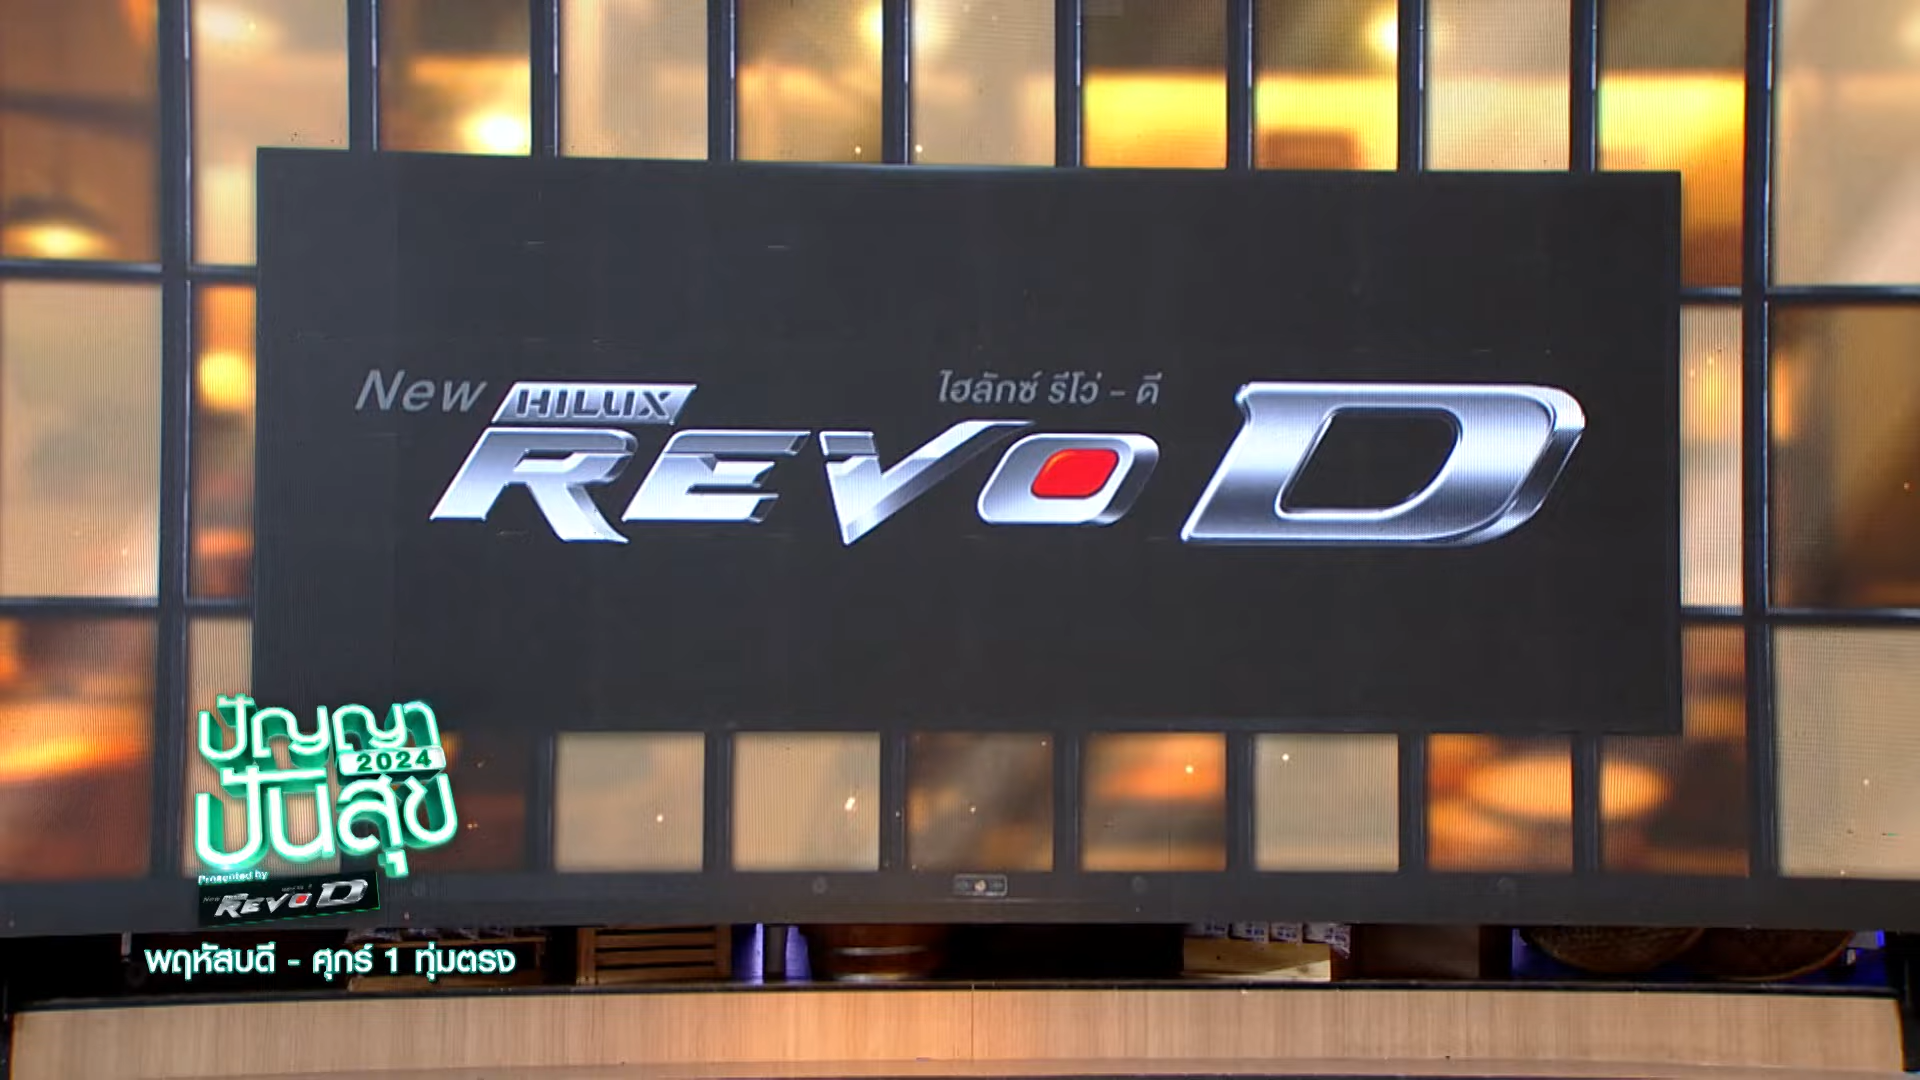 New HILUX
ไฮลักซ์ รีโว่ - ดี
REVO D
ปัญญา
2024
ปันสุข
Presented by
New
REVO D
พฤหัสบดี - ศุกร์ 1 ทุ่มตรง